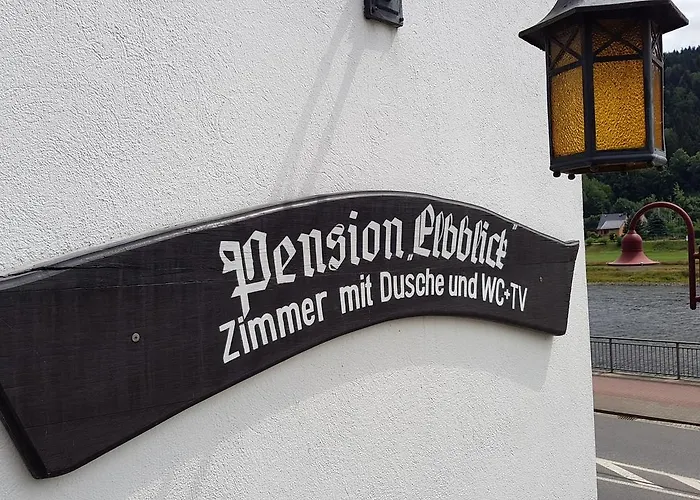 Pension „Elbblick"
Zimmer mit Dusche und WC+TV